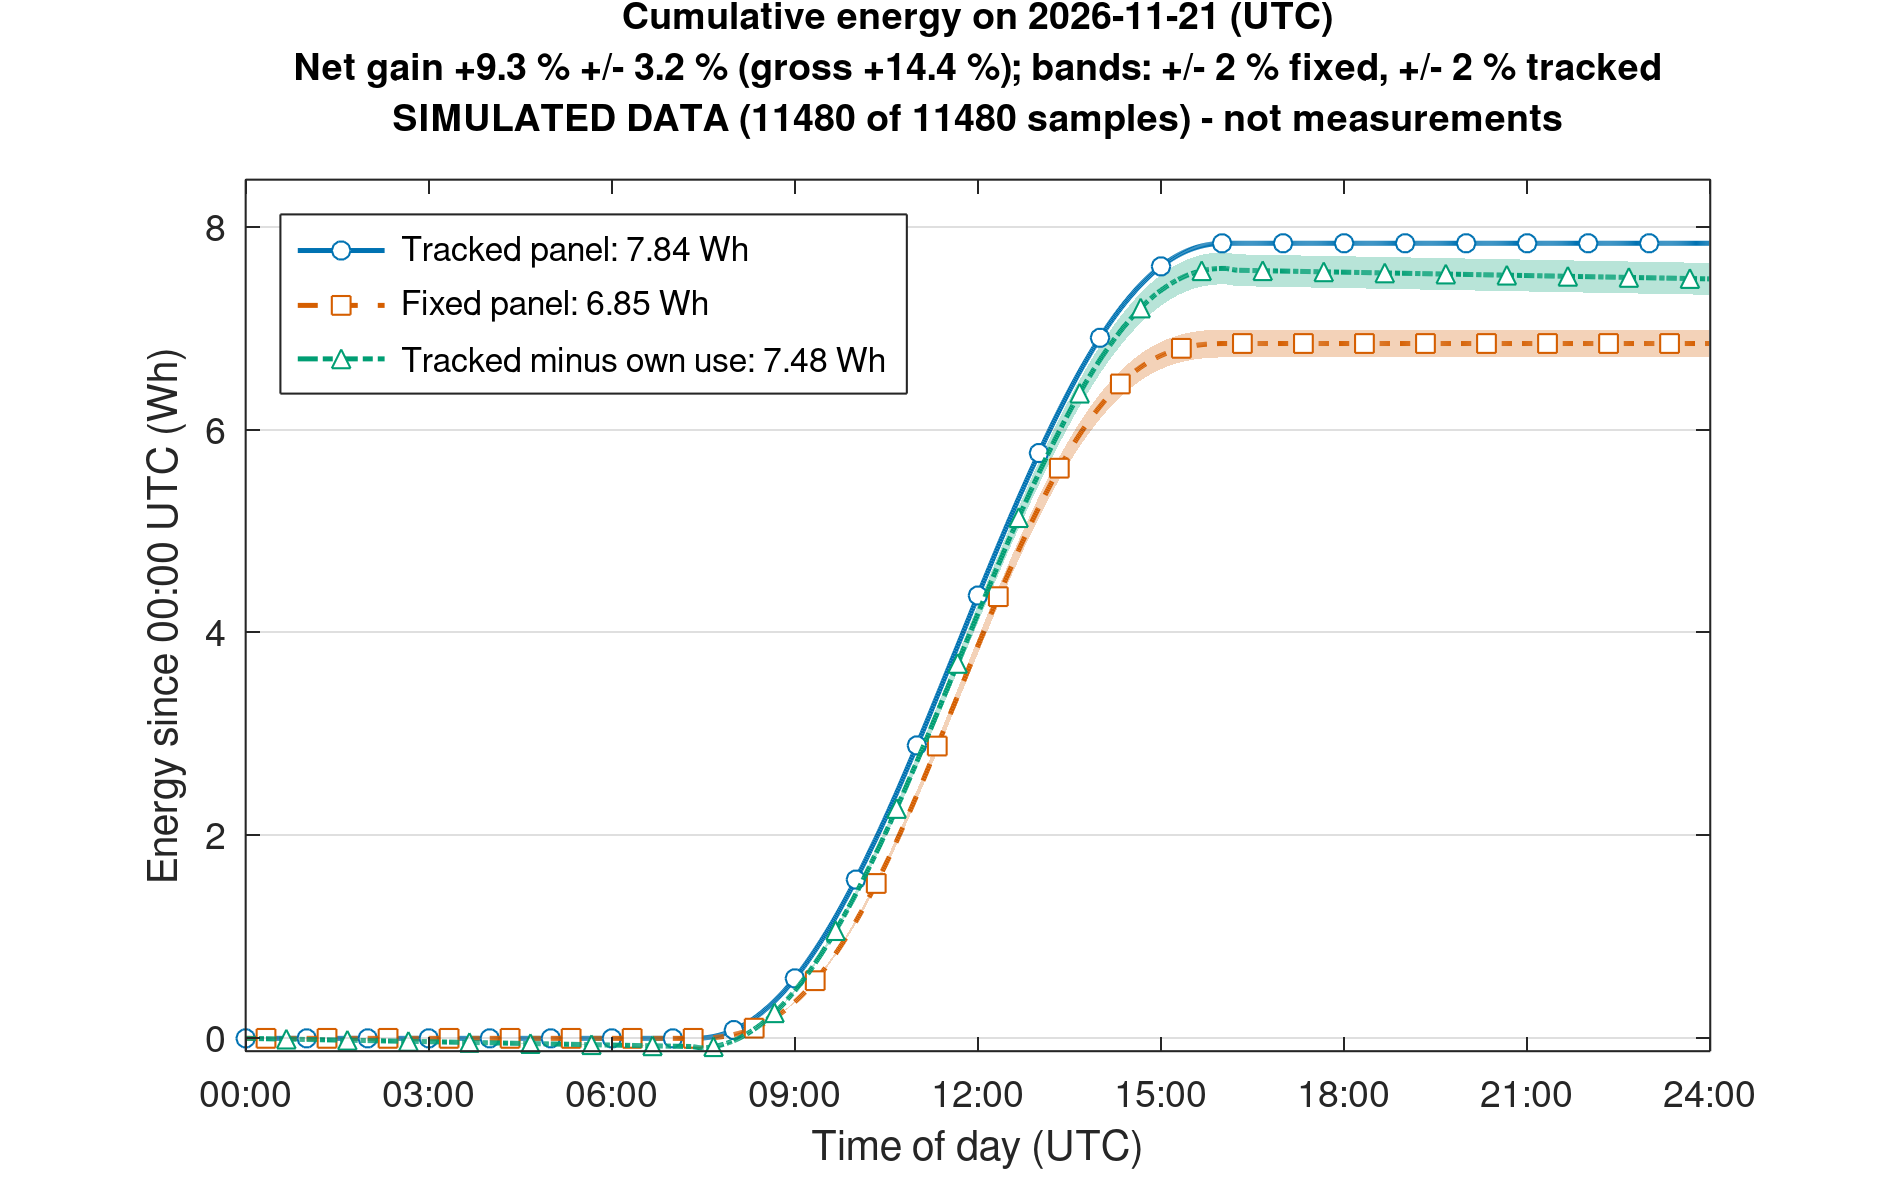 Cumulative energy on 2026-11-21 (UTC)
Net gain +9.3 % +/- 3.2 % (gross +14.4 %); bands: +/- 2 % fixed, +/- 2 % tracked
SIMULATED DATA (11480 of 11480 samples) - not measurements
Tracked panel: 7.84 Wh
Fixed panel: 6.85 Wh
Tracked minus own use: 7.48 Wh
Energy since 00:00 UTC (Wh)
8
6
4
2
0
00:00 03:00 06:00 09:00 12:00 15:00 18:00 21:00 24:00
Time of day (UTC)